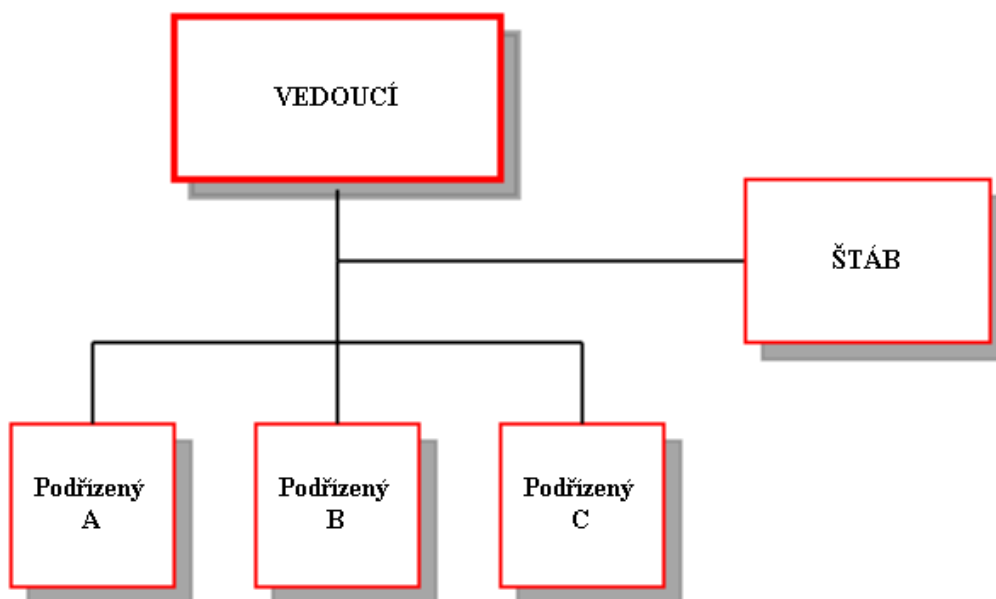 VEDOUCÍ
ŠTÁB
Podřízený
A
Podřízený
B
Podřízený
C